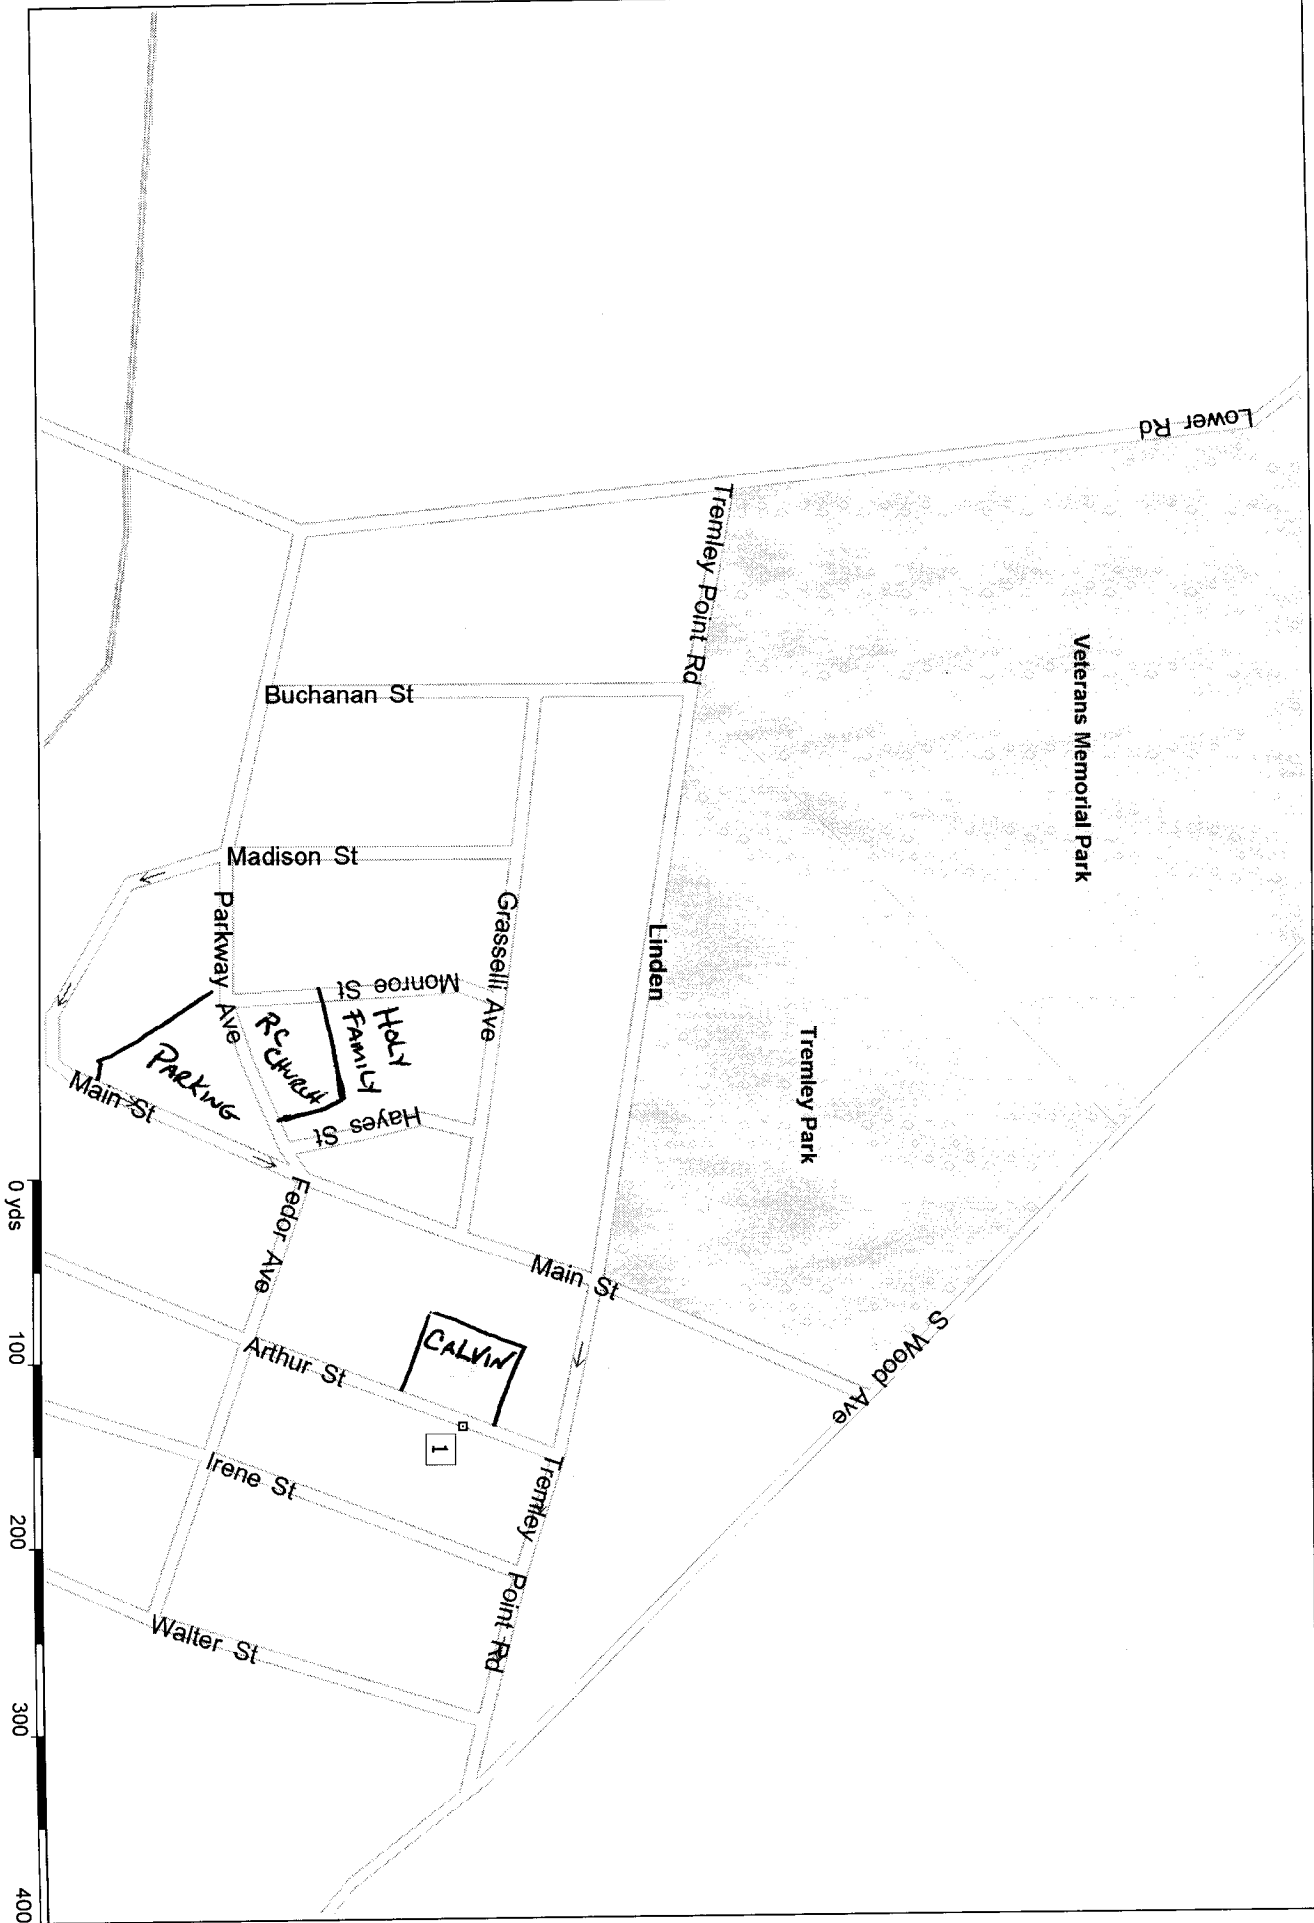 Lower Rd
Tremley Point Rd
Veterans Memorial Park
Buchanan St
Madison St
Parkway Ave
Grasselli Ave
Linden
Monroe St
HOLY
FAMILY
RC
CHURCH
PARKING
Tremley Park
Main St
Hayes St
Fedor Ave
Main St
S Wood Ave
CALVIN
Arthur St
1
Irene St
Tremley Point Rd
Walter St
0 yds
100
200
300
400